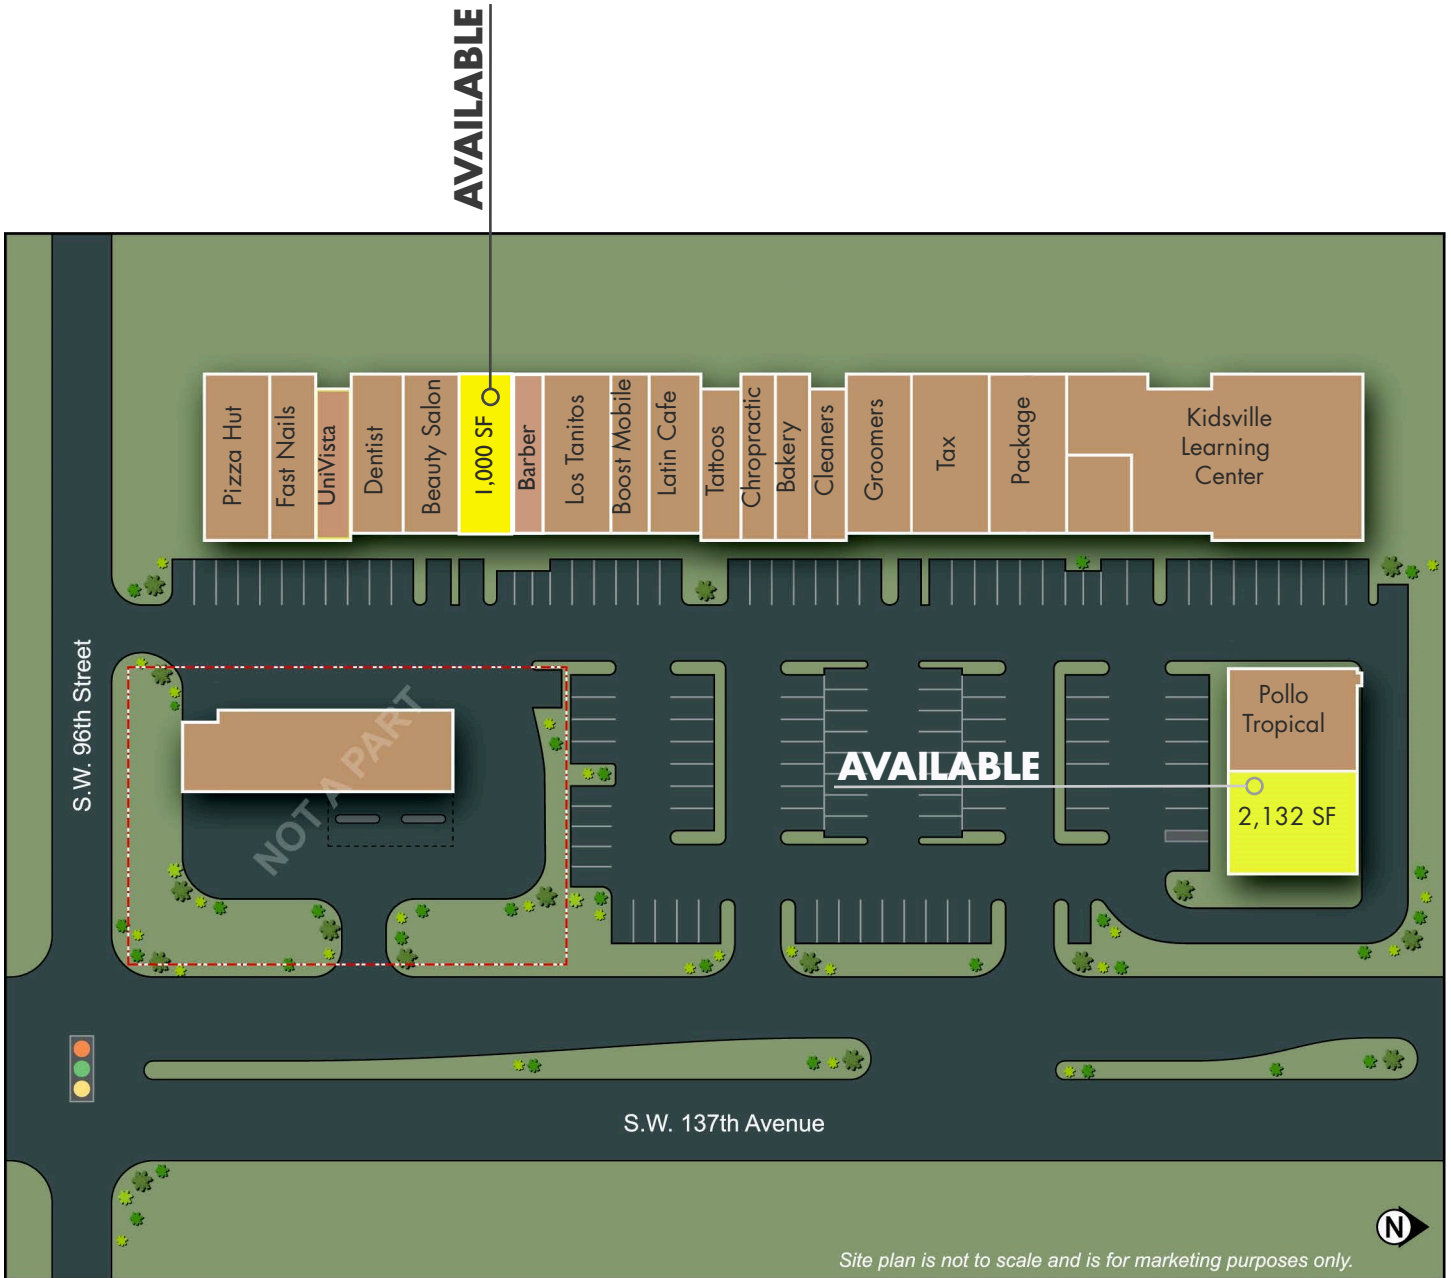 AVAILABLE
Pizza Hut
Fast Nails
UniVista
Dentist
Beauty Salon
1,000 SF
Barber
Los Tanitos
Boost Mobile
Latin Cafe
Tattoos
Chropractic
Bakery
Cleaners
Groomers
Tax
Package
Kidsville
Learning
Center
S.W. 96th Street
NOT A PART
AVAILABLE
Pollo
Tropical
2,132 SF
S.W. 137th Avenue
N
Site plan is not to scale and is for marketing purposes only.